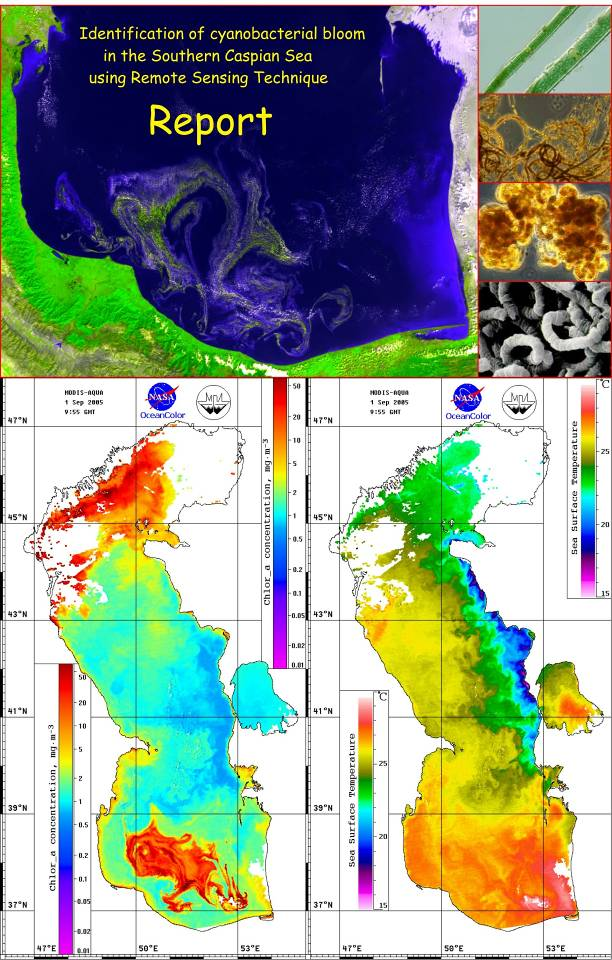 Identification of cyanobacterial bloom
in the Southern Caspian Sea
using Remote Sensing Technique
Report
MODIS-AQUA
1 Sep 2005
9:55 GMT
NASA
OceanColor
47°N
45°N
43°N
41°N
39°N
37°N
47°E
50°E
53°E
Chlor_a concentration, mg·m⁻³
50
20
10
5
2
1
0.5
0.2
0.1
0.05
0.02
0.01
Chlor_a concentration, mg·m⁻³
50
20
10
5
2
1
0.5
0.2
0.1
0.05
0.02
0.01
MODIS-AQUA
1 Sep 2005
9:55 GMT
NASA
OceanColor
47°N
45°N
43°N
41°N
39°N
37°N
47°E
50°E
53°E
Sea Surface Temperature
°C
25
20
15
Sea Surface Temperature
°C
25
20
15